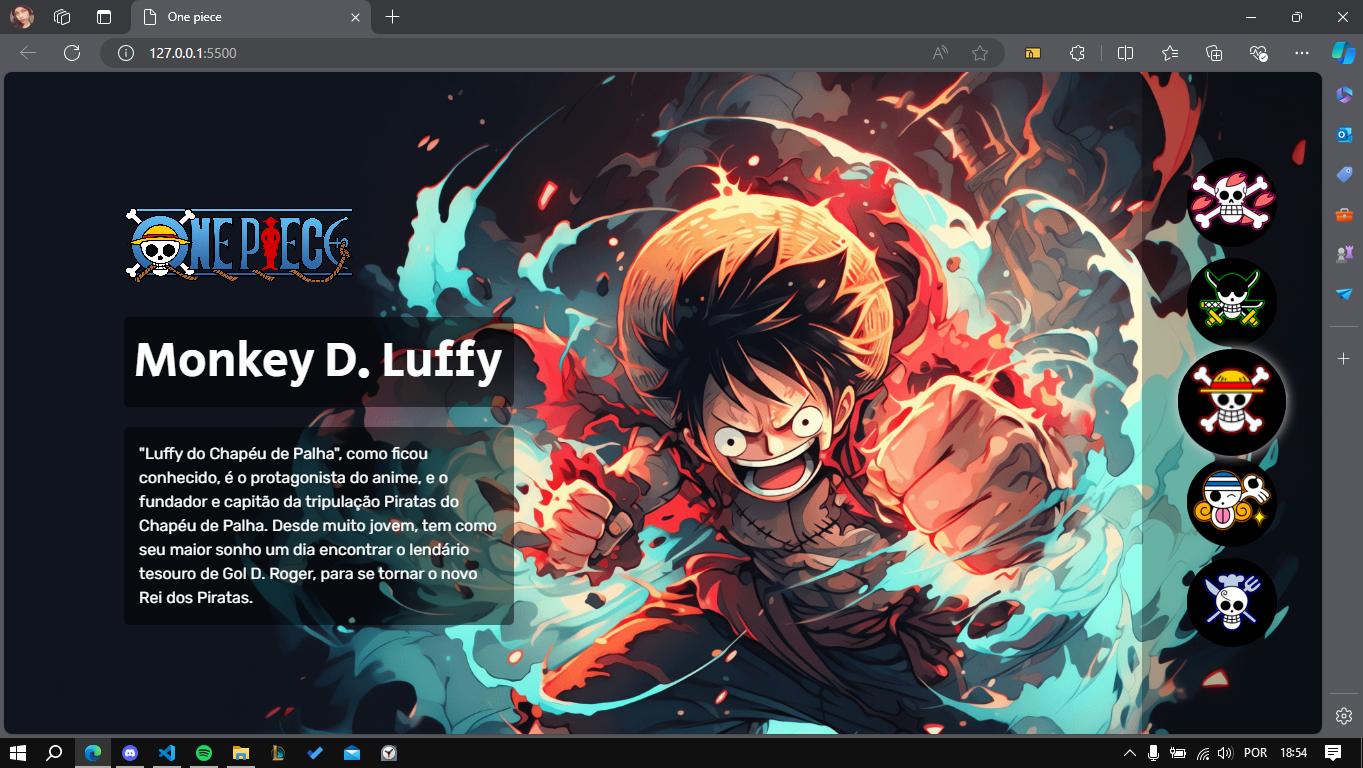 One piece
127.0.0.1:5500
ONE PIECE
Monkey D. Luffy
"Luffy do Chapéu de Palha", como ficou
conhecido, é o protagonista do anime, e o
fundador e capitão da tripulação Piratas do
Chapéu de Palha. Desde muito jovem, tem como
seu maior sonho um dia encontrar o lendário
tesouro de Gol D. Roger, para se tornar o novo
Rei dos Piratas.
POR
18:54